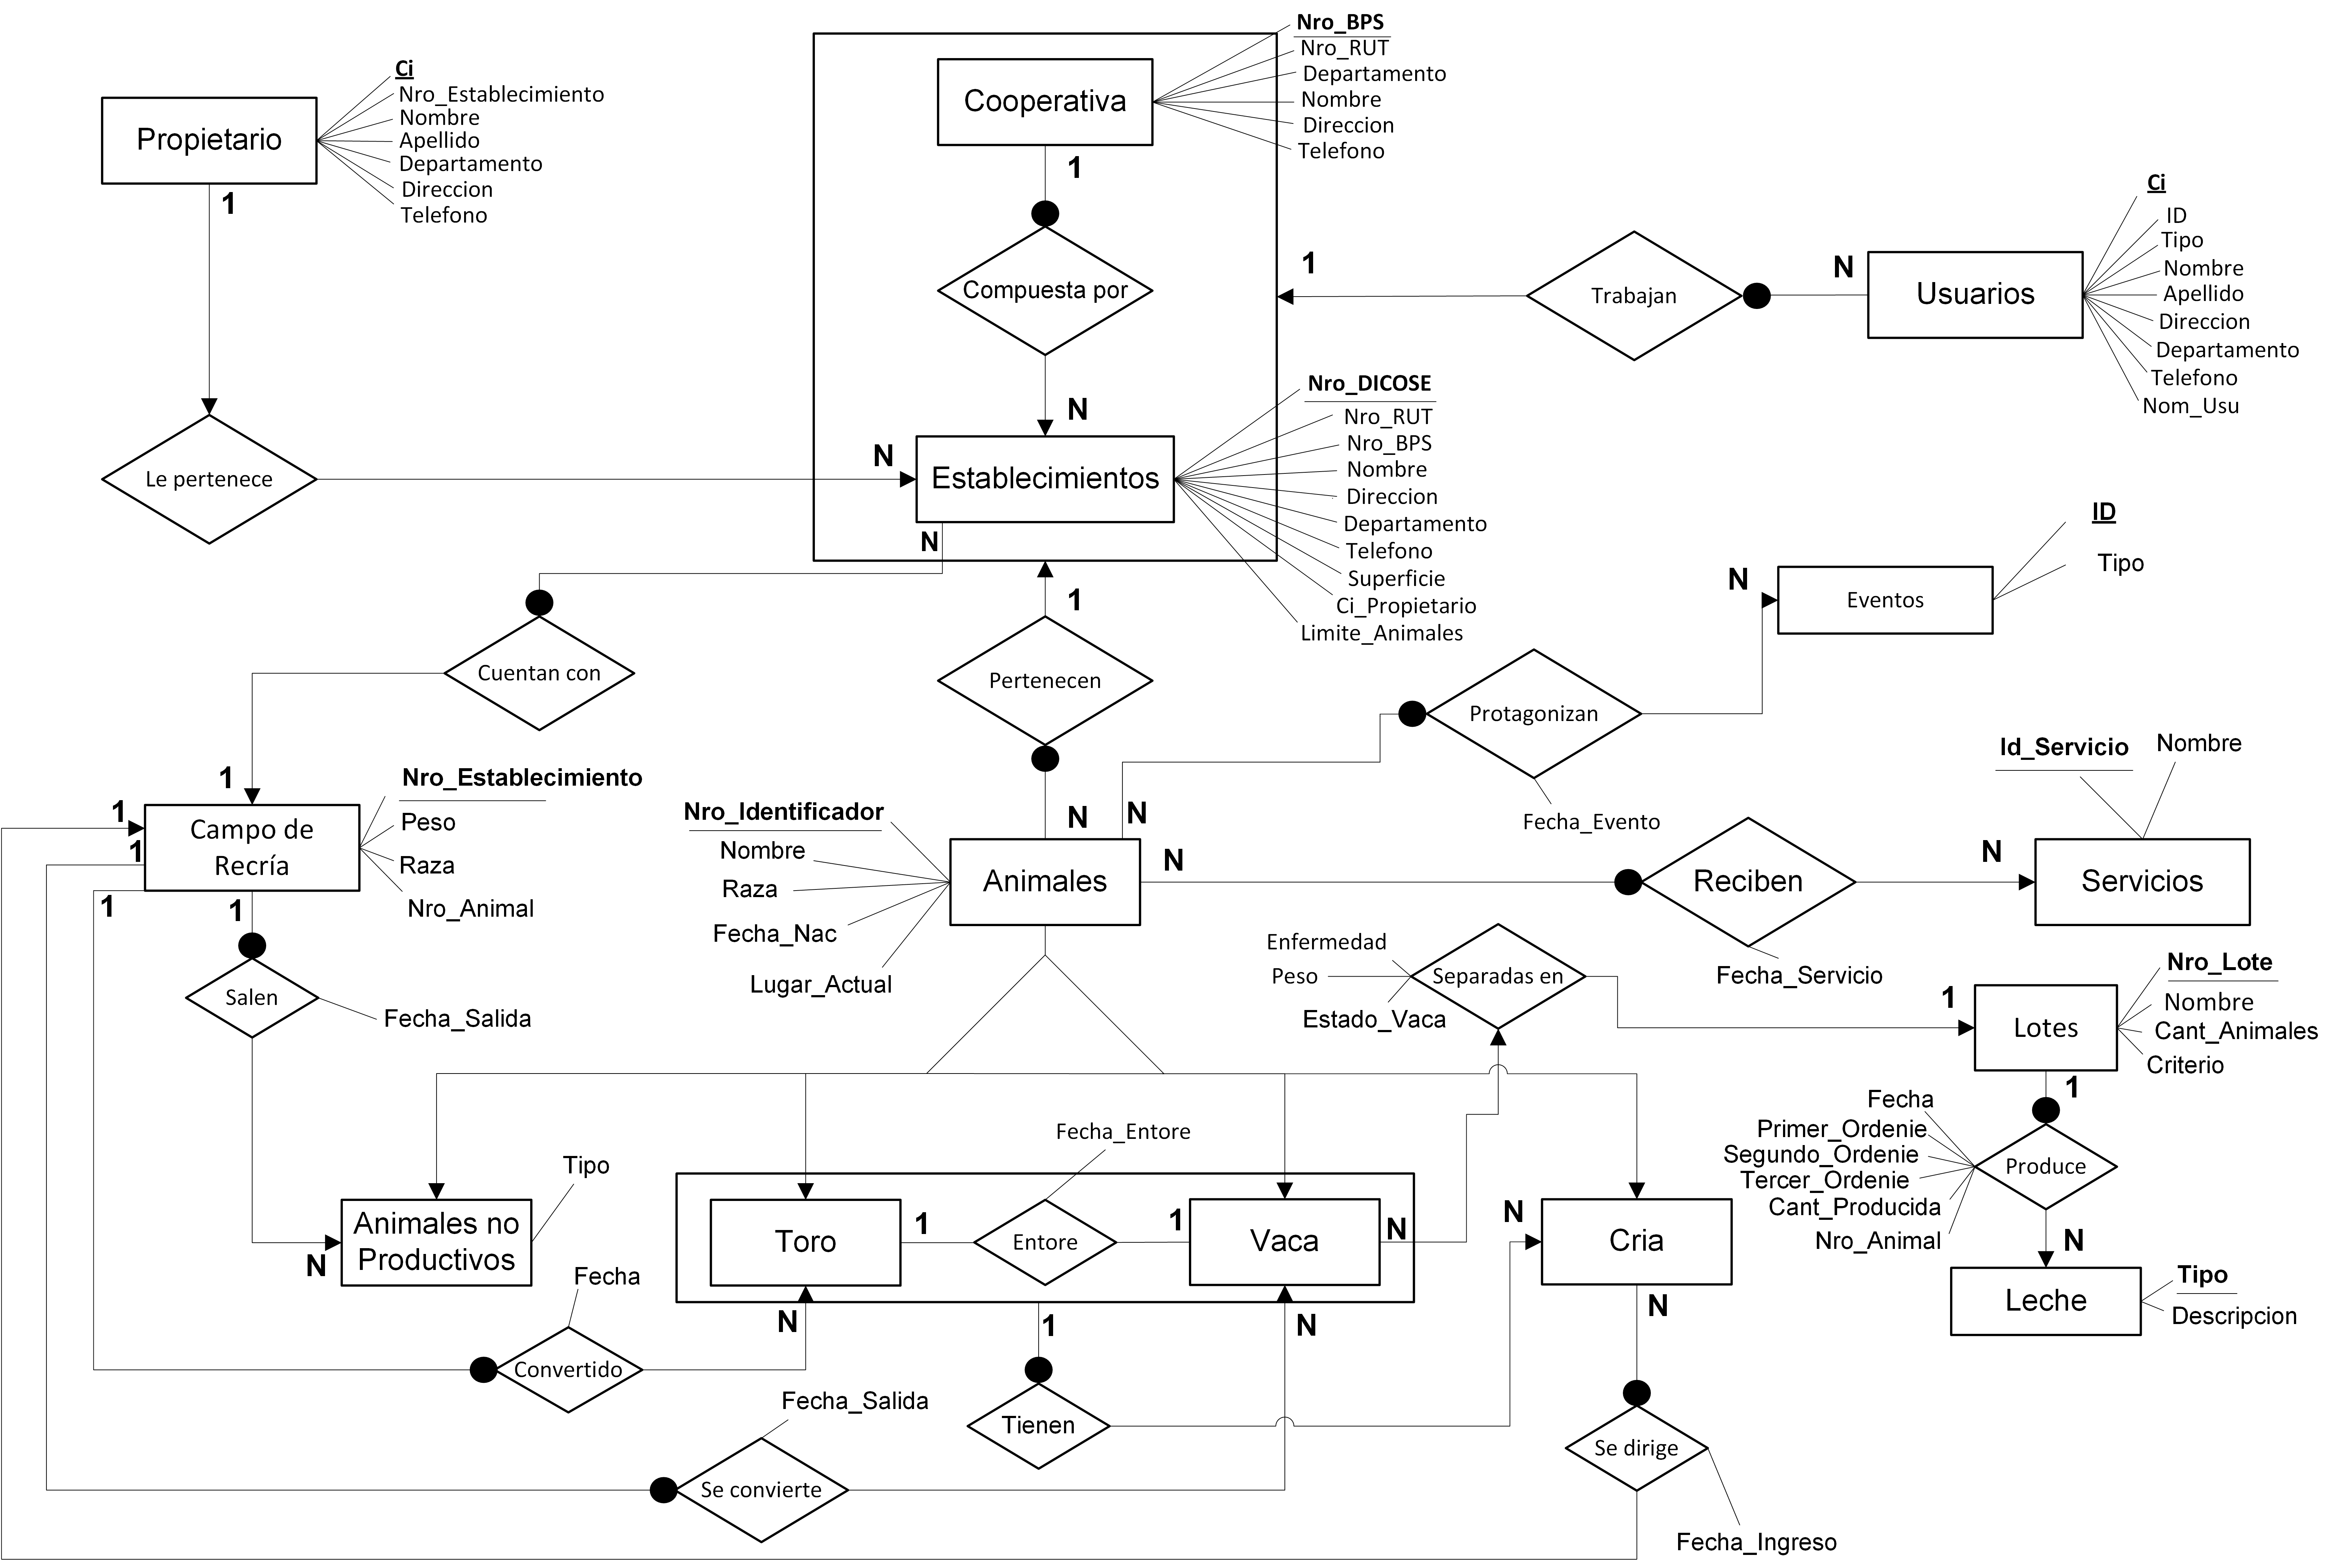 Propietario
Ci
Nro_Establecimiento
Nombre
Apellido
Departamento
Direccion
Telefono
1
Le pertenece
N
Cooperativa
Nro_BPS
Nro_RUT
Departamento
Nombre
Direccion
Telefono
1
Compuesta por
N
Establecimientos
N
Nro_DICOSE
Nro_RUT
Nro_BPS
Nombre
Direccion
Departamento
Telefono
Superficie
Ci_Propietario
Limite_Animales
1
Trabajan
N
Usuarios
Ci
ID
Tipo
Nombre
Apellido
Direccion
Departamento
Telefono
Nom_Usu
Cuentan con
1
Pertenecen
N
Protagonizan
Fecha_Evento
N
N
Eventos
ID
Tipo
1
1
1
1
1
Campo de
Recría
Nro_Establecimiento
Peso
Raza
Nro_Animal
Salen
Fecha_Salida
Nro_Identificador
Nombre
Raza
Fecha_Nac
Lugar_Actual
Animales
N
Reciben
Fecha_Servicio
N
Id_Servicio
Nombre
Servicios
Enfermedad
Peso
Estado_Vaca
Separadas en
1
Lotes
Nro_Lote
Nombre
Cant_Animales
Criterio
1
Fecha
Primer_Ordenie
Segundo_Ordenie
Tercer_Ordenie
Cant_Producida
Nro_Animal
Produce
N
Leche
Tipo
Descripcion
Tipo
Animales no
Productivos
N
Fecha
Convertido
N
Fecha_Entore
Toro
1
Entore
1
Vaca
N
N
Cria
N
1
Tienen
N
Fecha_Salida
Se convierte
Se dirige
Fecha_Ingreso